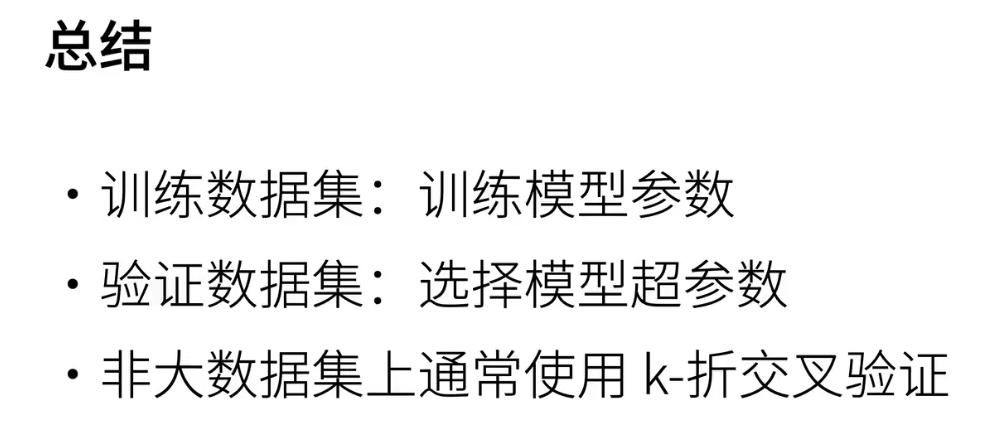 总结
• 训练数据集：训练模型参数
• 验证数据集：选择模型超参数
• 非大数据集上通常使用 k-折交叉验证